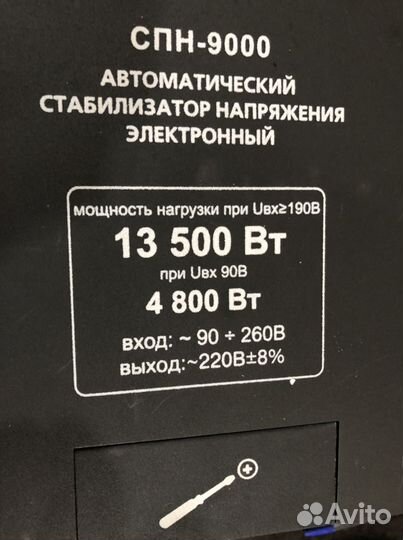 СПН-9000
АВТОМАТИЧЕСКИЙ
СТАБИЛИЗАТОР НАПРЯЖЕНИЯ
ЭЛЕКТРОННЫЙ
мощность нагрузки при Uвх≥190В
13 500 Вт
при Uвх 90В
4 800 Вт
вход: ~ 90 ÷ 260В
выход:~220В±8%
Avito